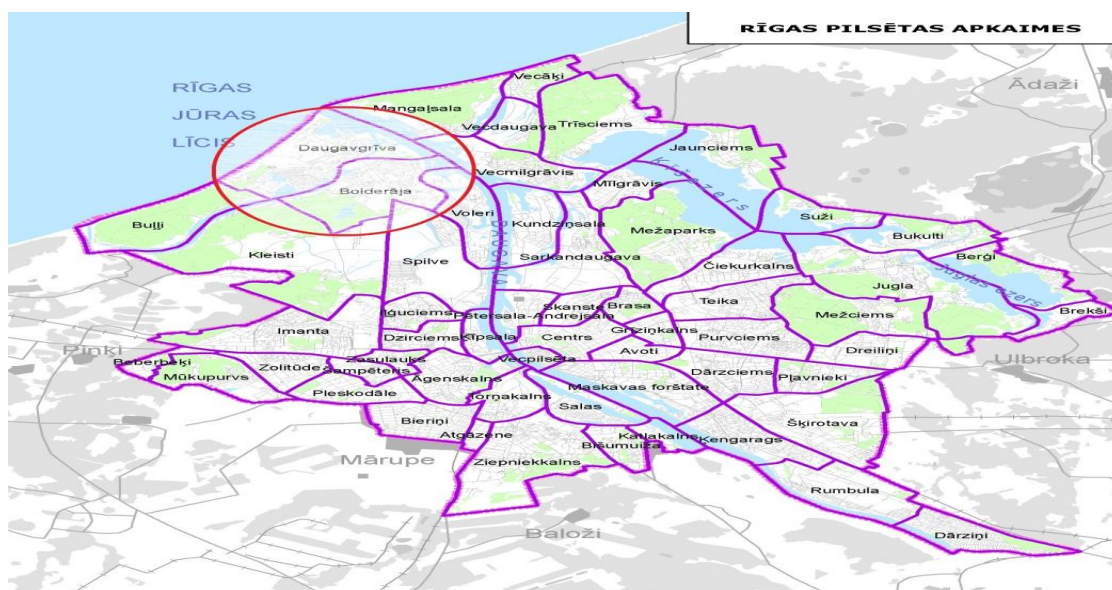 RĪGAS PILSĒTAS APKAIMES
Vecāķi
Ādaži
RĪGAS
JŪRAS
LĪCIS
Mangaļsala
Vecdaugava
Trīsciems
Daugavgrīva
Jaunciems
Ķīšezers
Vecmilgrāvis
Mīlgrāvis
Bolderāja
Voleri
Kundziņsala
Suži
Buļļi
Mežaparks
Bukulti
Kleisti
Spilve
DAUGAVA
Sarkandaugava
Čiekurkalns
Berģi
Jugla
Juglas ezers
Skanste
Brasa
Teika
Iļģuciems
Pētersala-Andrejsala
Mežciems
Brekši
Imanta
Dzirciems
Ķīpsala
Centrs
Grīziņkalns
Purvciems
Pinķi
Beberbeķi
Zolitūde
Zasulauks
Vecpilsēta
Avoti
Dreiliņi
Ulbroka
Mūkupurvs
Šampēteris
Āgenskalns
Dārzciems
Pļavnieki
Pleskodāle
Torņakalns
Maskavas forštate
Salas
Bieriņi
Šķirotava
Atgāzene
Katlakalns
Ķengarags
Mārupe
Ziepniekkalns
Bišumuiža
Rumbula
Baloži
Dārziņi